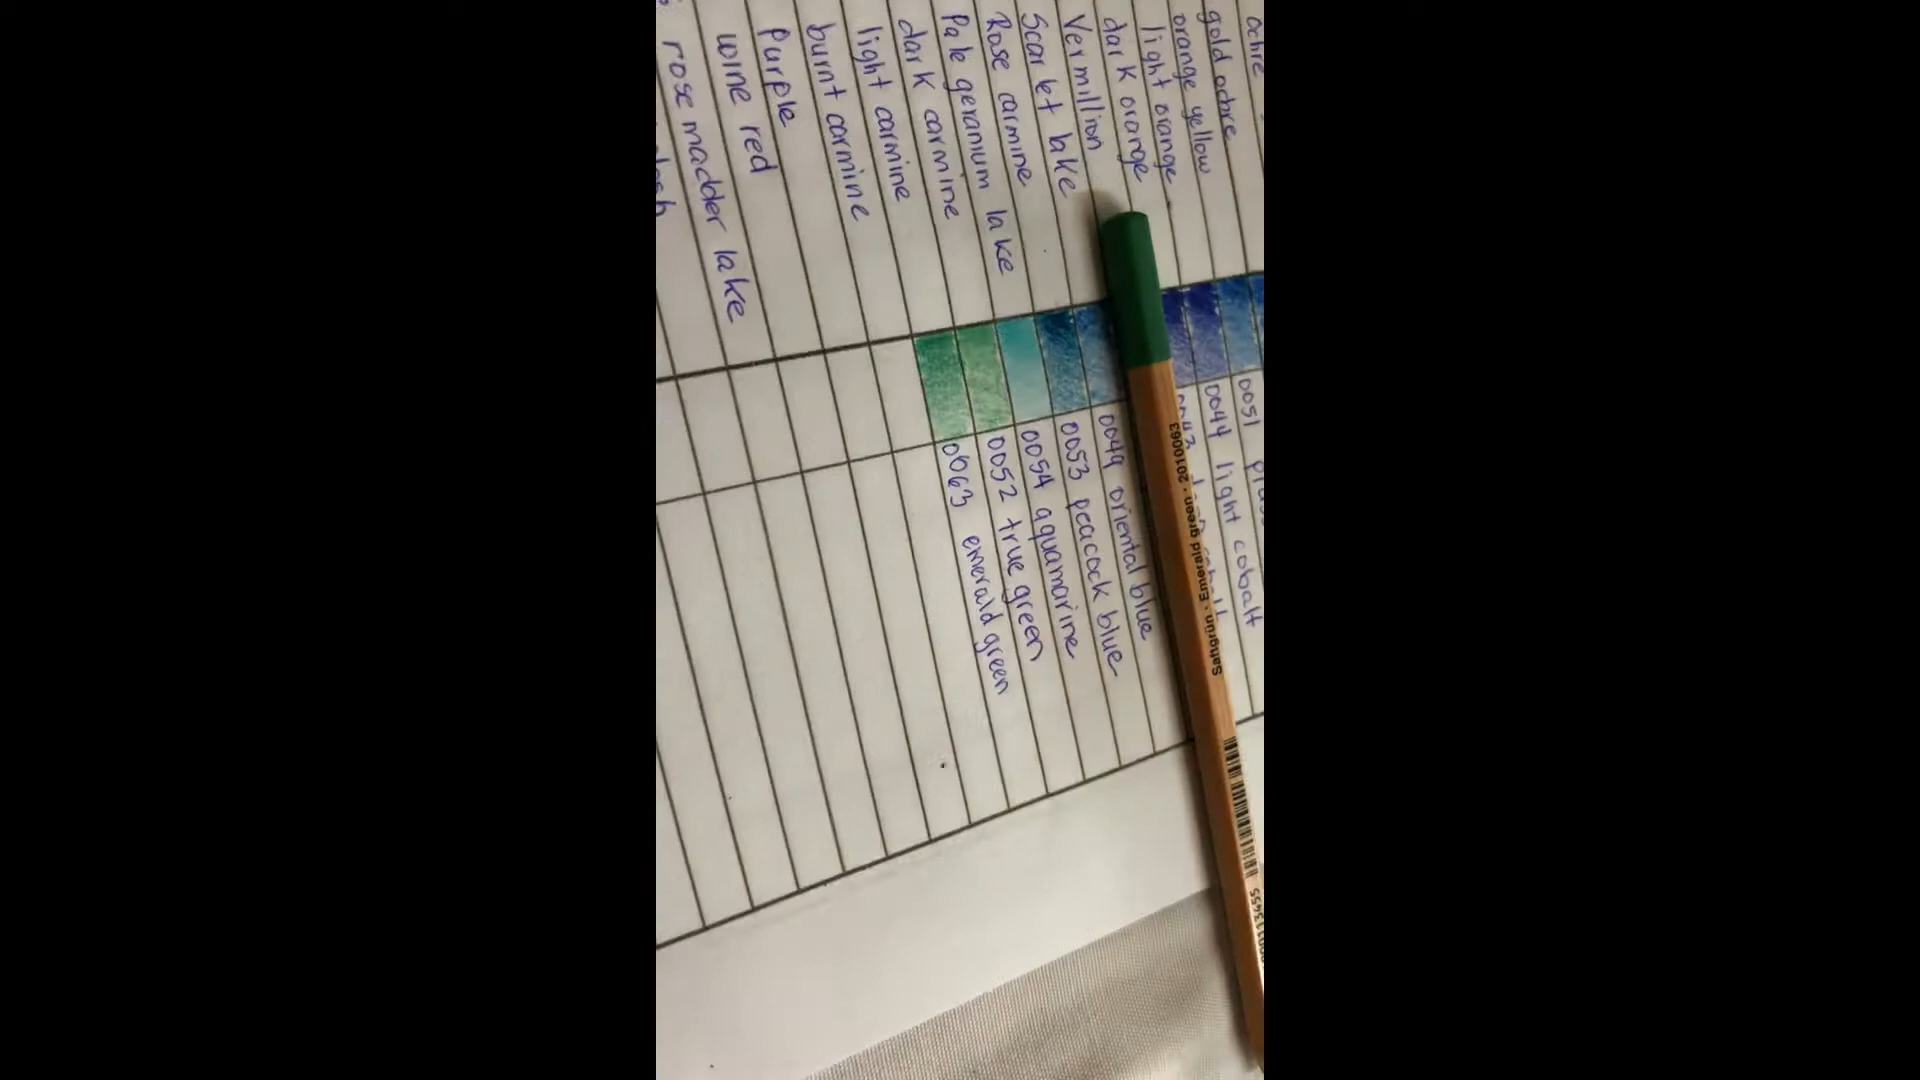 ochre
gold ochre
orange yellow
light orange
dark orange
Vermillion
Scarlet lake
Rose carmine
Pale geranium lake
dark carmine
light carmine
burnt carmine
purple
wine red
rose madder lake
0051
0044 light cobalt
0049 oriental blue
0053 peacock blue
0054 aquamarine
0052 true green
0063 emerald green
Saftgrün · Emerald green · 2010063